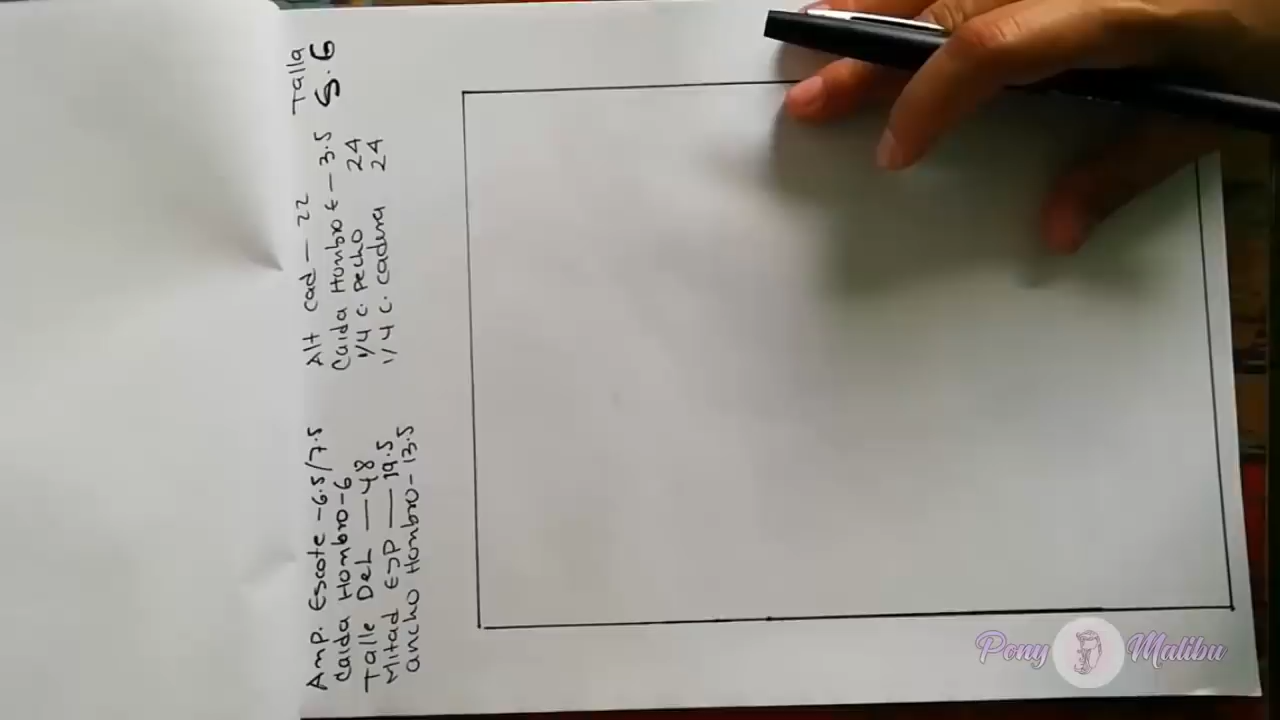 Amp. Escote - 6.5/7.5
Caida Hombro - 6
Talle Del — 48
Mitad ESP — 19.5
ancho Hombro - 13.5
Alt cad — 22
Caida Hombro t — 3.5
1/4 c. pecho 24
1/4 c. cadera 24
Talla
S. 6
Pony Malibu